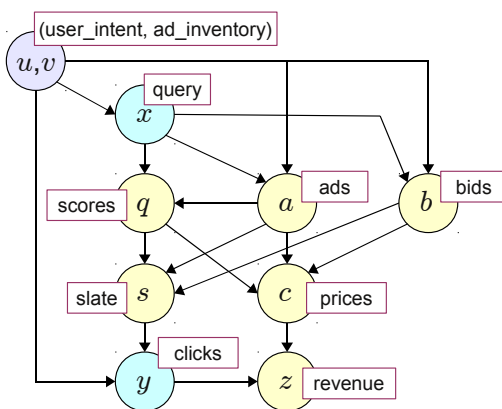 (user_intent, ad_inventory)
u,v
query
x
ads
bids
scores
q
a
b
slate
s
c
prices
clicks
y
z
revenue